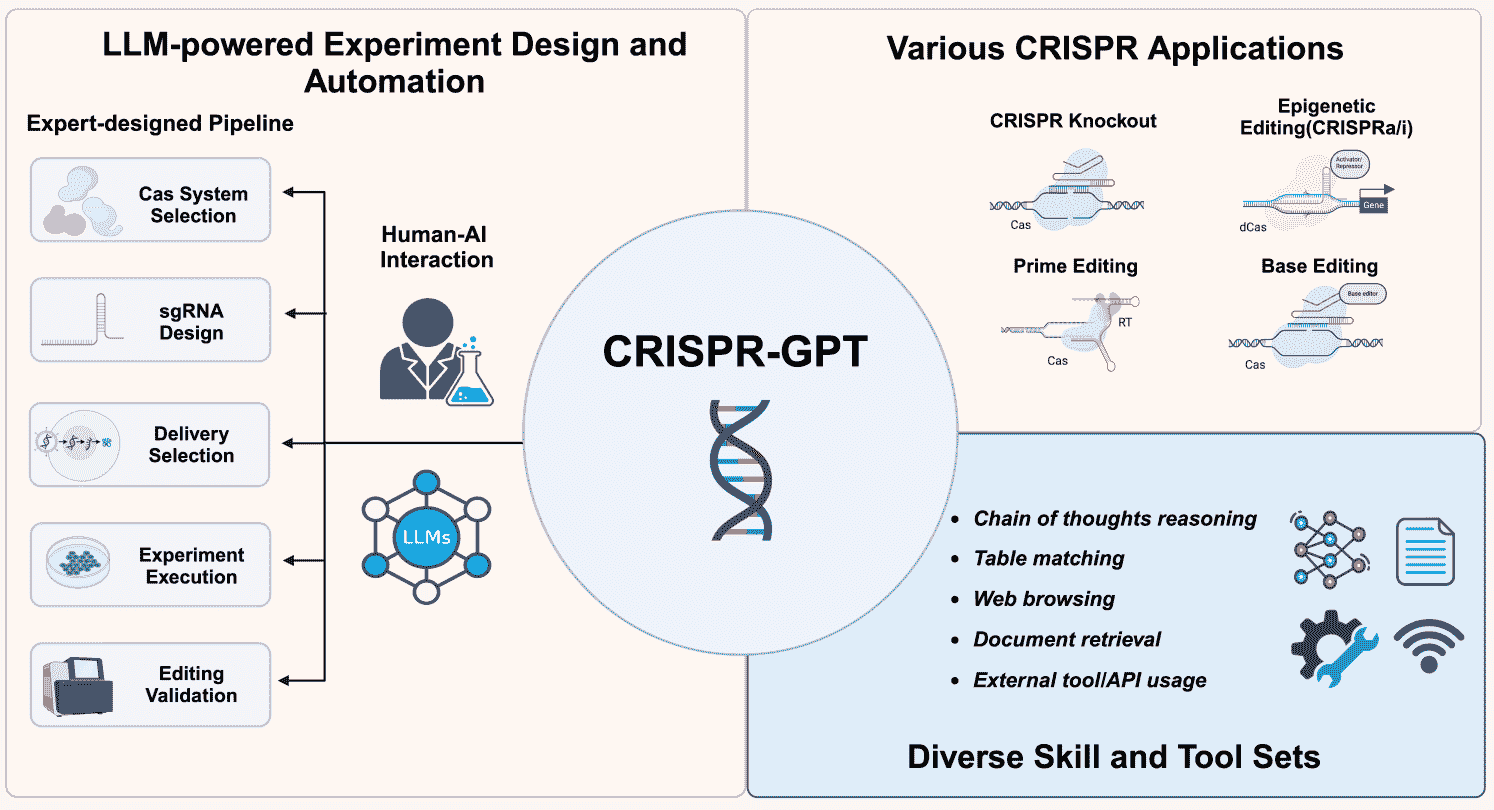 LLM-powered Experiment Design and
Automation
Expert-designed Pipeline
Cas System
Selection
sgRNA
Design
Delivery
Selection
Experiment
Execution
Editing
Validation
Human-AI
Interaction
LLMs
CRISPR-GPT
Various CRISPR Applications
CRISPR Knockout
Cas
Epigenetic
Editing(CRISPRa/i)
Activator/
Repressor
Gene
dCas
Prime Editing
RT
Cas
Base Editing
Base editor
Cas
• Chain of thoughts reasoning
• Table matching
• Web browsing
• Document retrieval
• External tool/API usage
Diverse Skill and Tool Sets